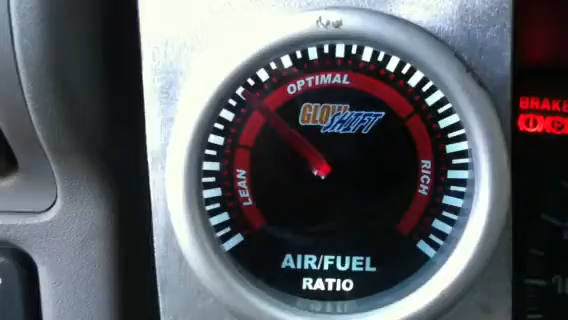 OPTIMAL
GLOWSHIFT
LEAN
RICH
AIR/FUEL
RATIO
BRAKE